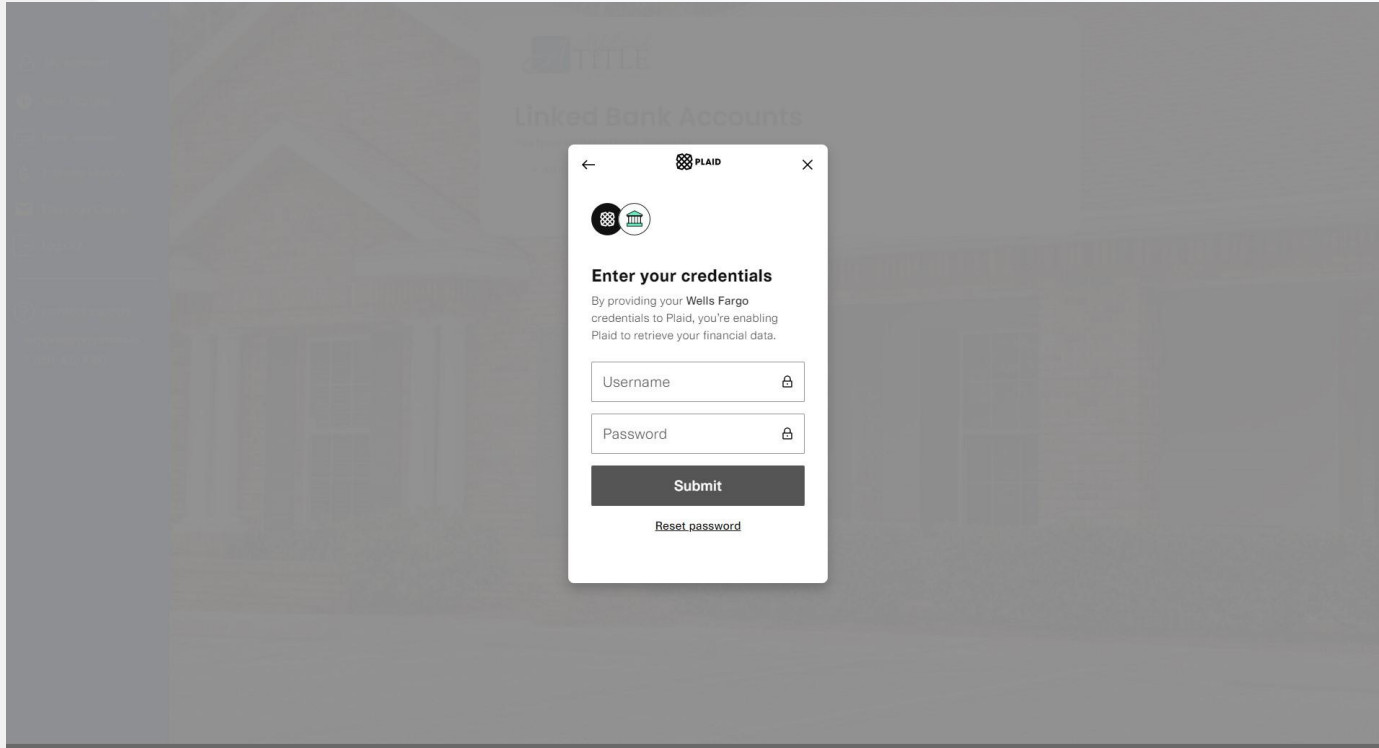 TITLE
Linked Bank Accounts
PLAID
Enter your credentials
By providing your Wells Fargo
credentials to Plaid, you're enabling
Plaid to retrieve your financial data.
Username
Password
Submit
Reset password